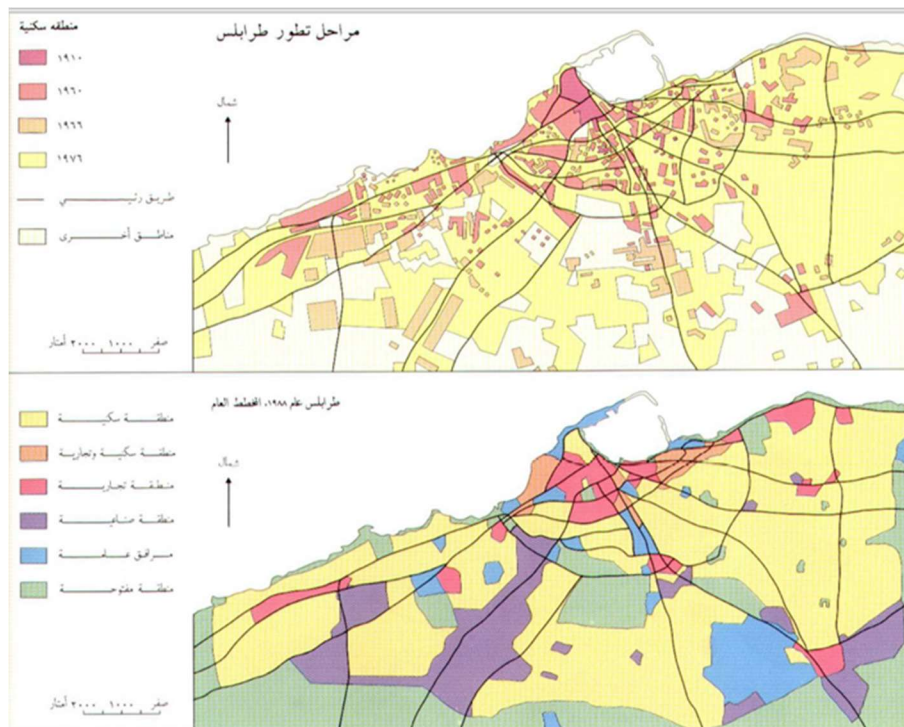 مراحل تطور طرابلس
منطقه سكنية
١٩١٠
١٩٦٠
١٩٦٦
١٩٧٦
طريق رئيسي
مناطق أخرى
شمال
صفر ١٠٠٠ ٢٠٠٠ أمتار
طرابلس عام ١٩٨٨، المخطط العام
منطقة سكنية
منطقة سكنية وتجارية
منطقة تجارية
منطقة صناعية
مرافق عامة
منطقة مفتوحة
شمال
صفر ١٠٠٠ ٢٠٠٠ أمتار